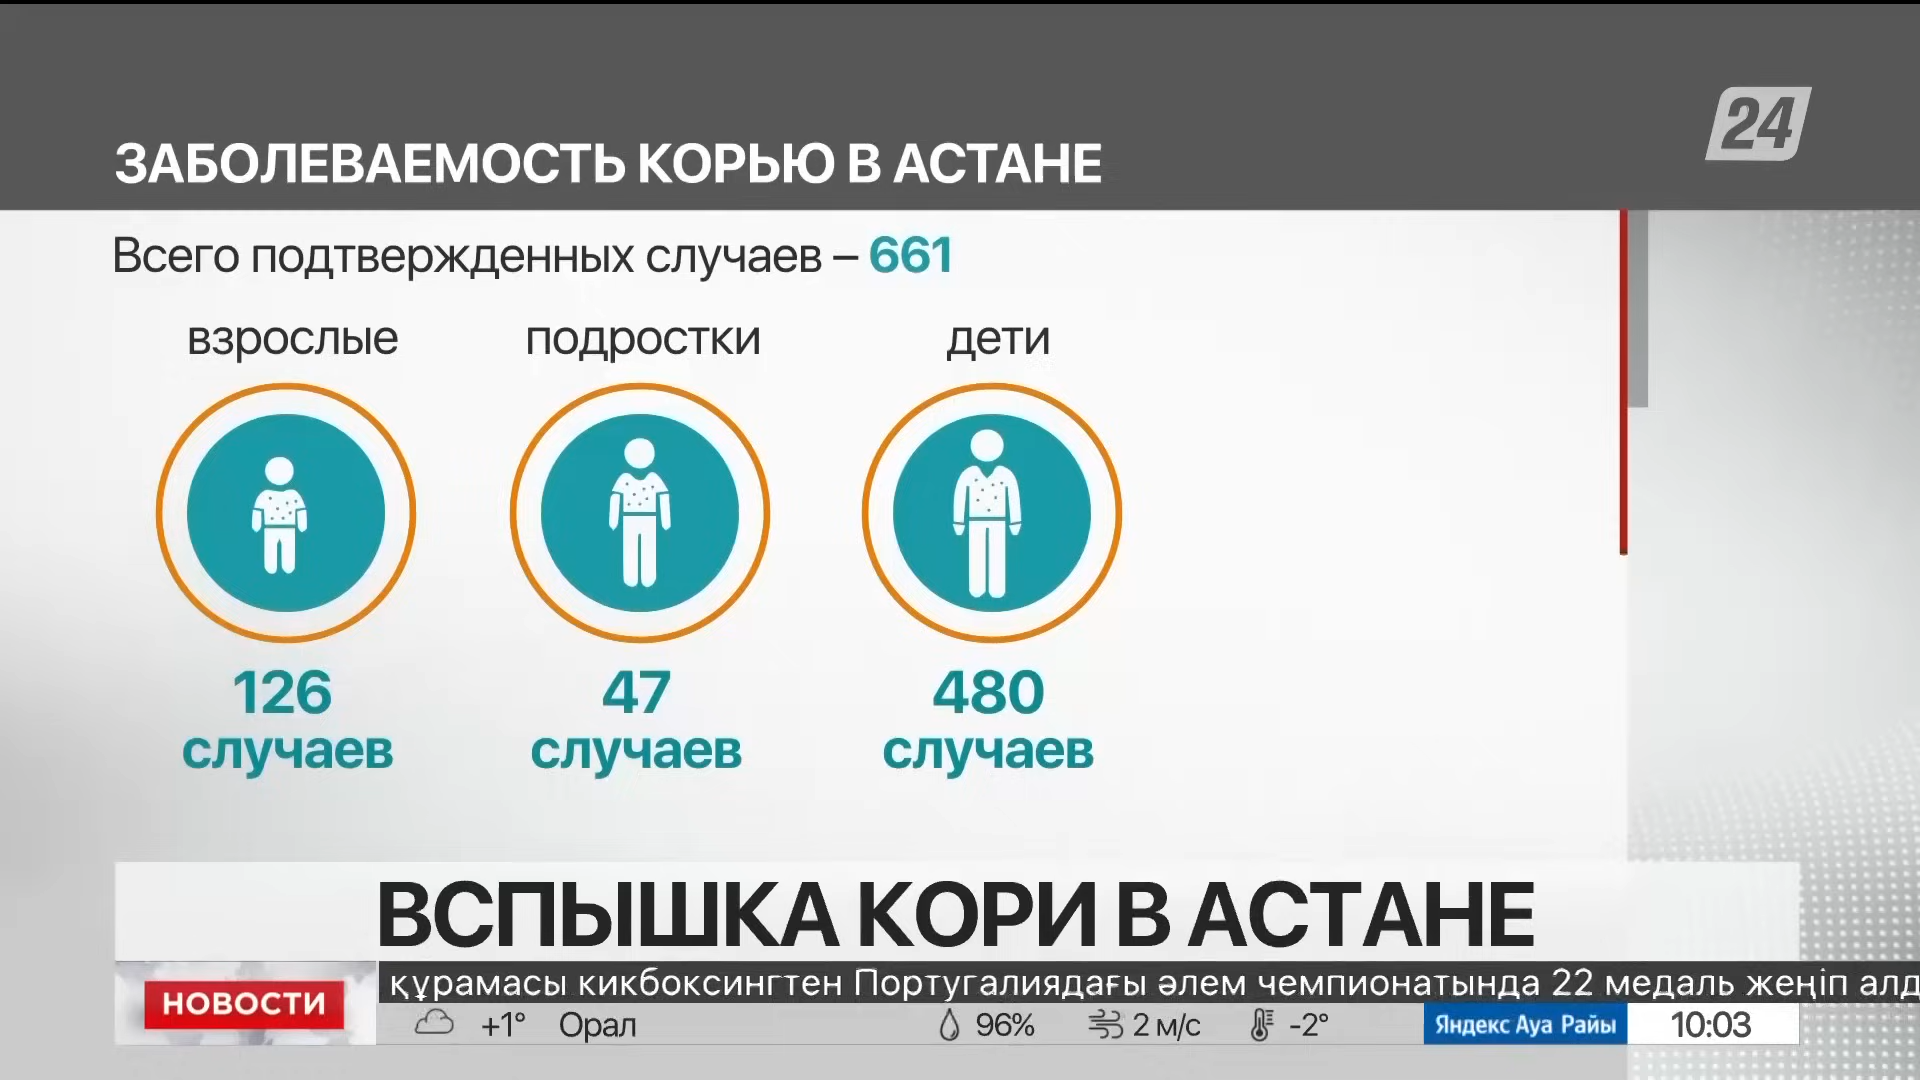 24
ЗАБОЛЕВАЕМОСТЬ КОРЬЮ В АСТАНЕ
Всего подтвержденных случаев – 661
взрослые подростки дети
126 47 480
случаев случаев случаев
ВСПЫШКА КОРИ В АСТАНЕ
НОВОСТИ
құрамасы кикбоксингтен Португалиядағы әлем чемпионатында 22 медаль жеңіп алд
+1° Орал 96% 2 м/с -2° Яндекс Ауа Райы 10:03